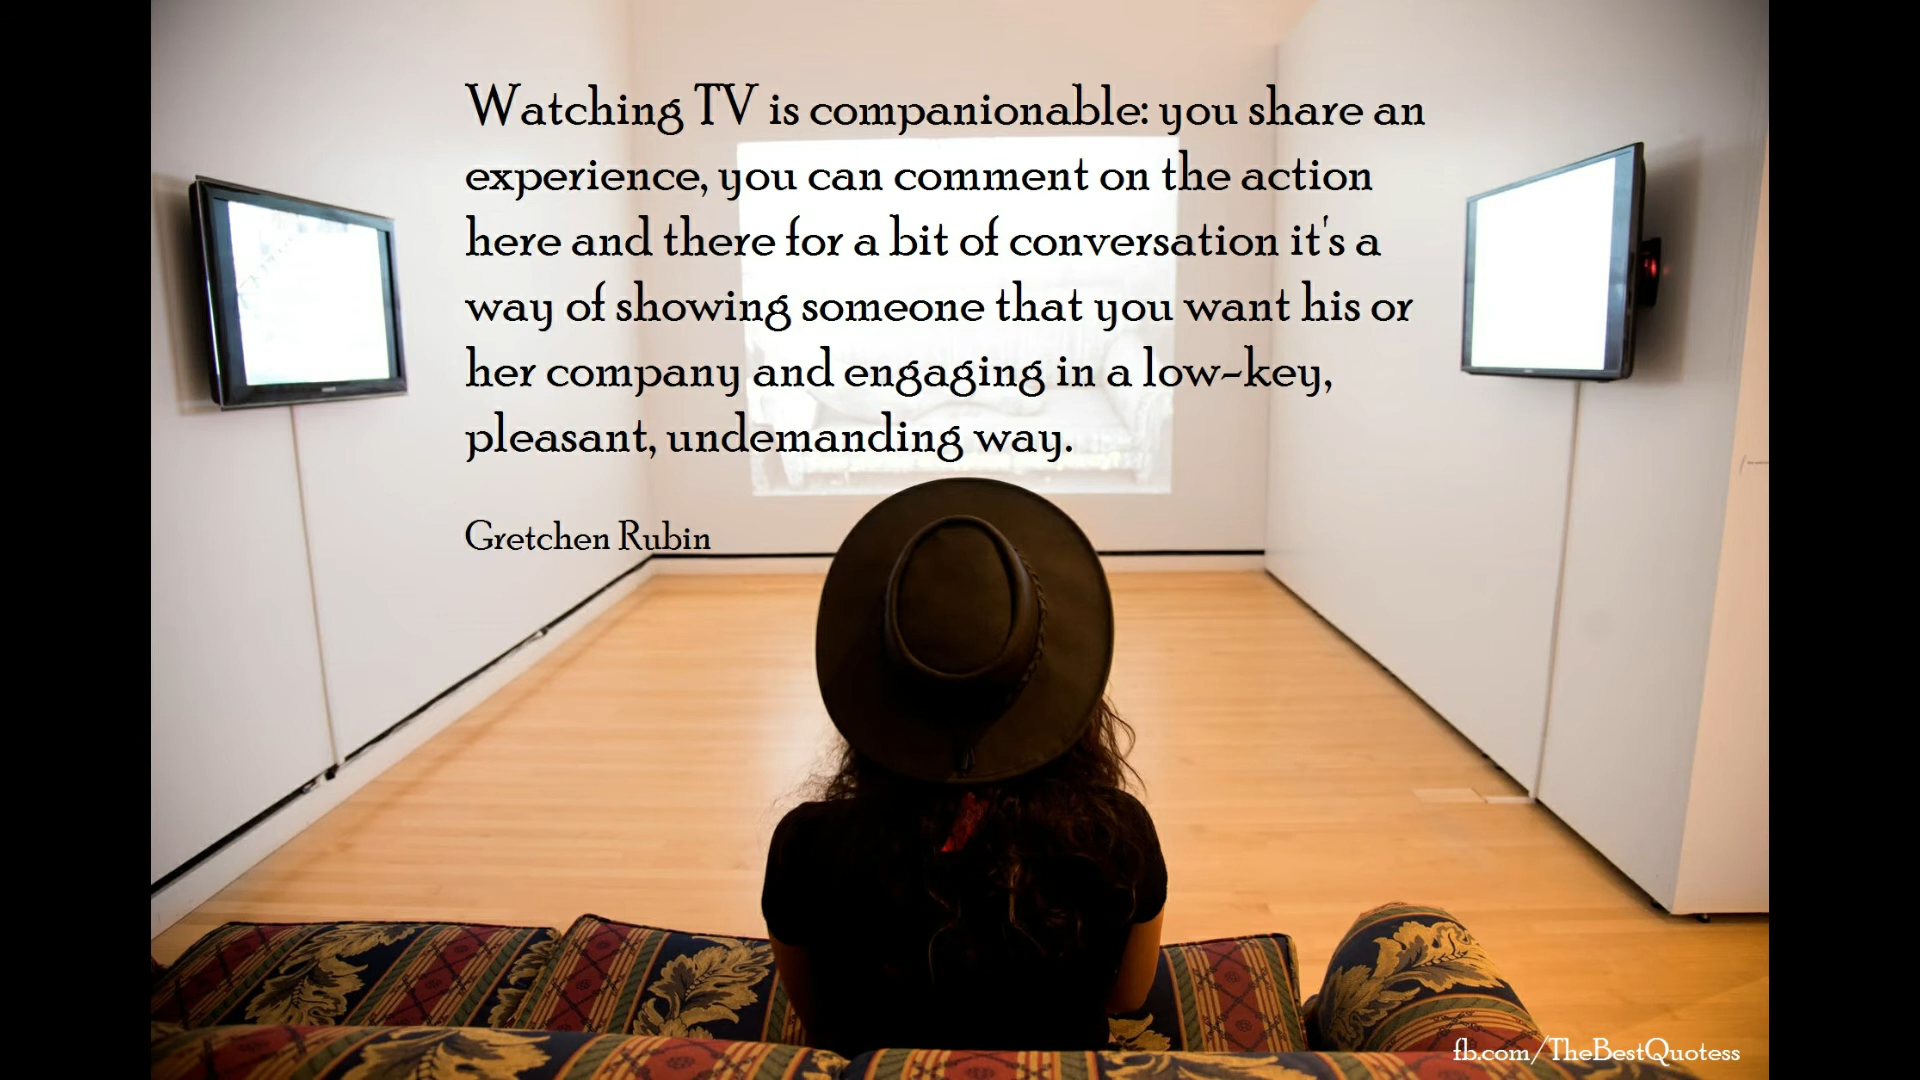 Watching TV is companionable: you share an
experience, you can comment on the action
here and there for a bit of conversation it's a
way of showing someone that you want his or
her company and engaging in a low-key,
pleasant, undemanding way.
Gretchen Rubin
fb.com/TheBestQuotess